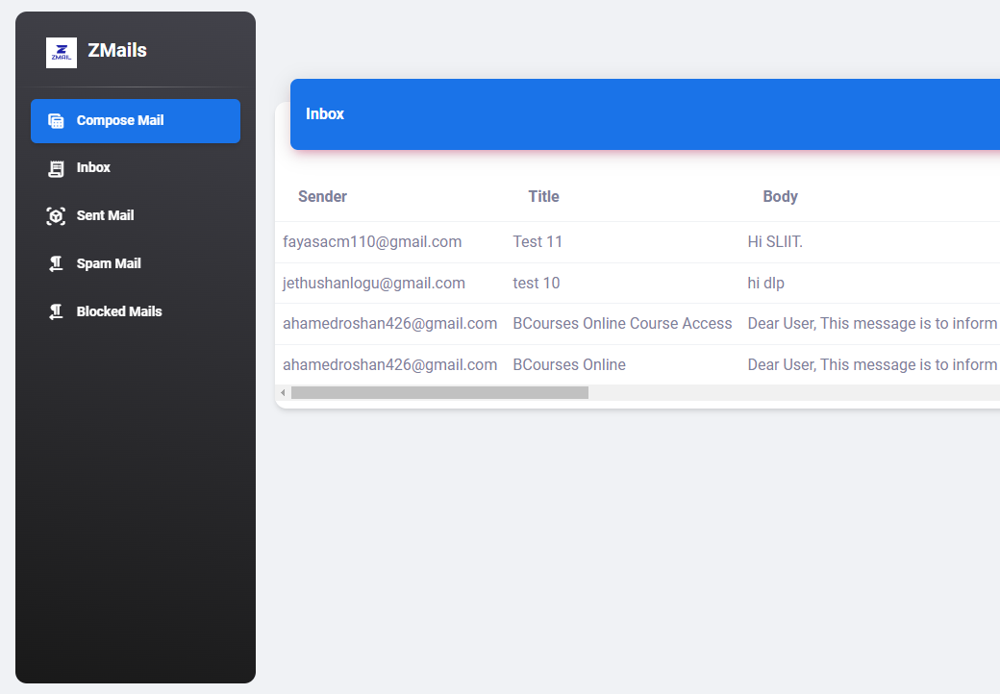 ZMAIL
ZMails
Compose Mail
Inbox
Sent Mail
Spam Mail
Blocked Mails
Inbox
Sender Title Body
fayasacm110@gmail.com Test 11 Hi SLIIT.
jethushanlogu@gmail.com test 10 hi dlp
ahamedroshan426@gmail.com BCourses Online Course Access Dear User, This message is to inform
ahamedroshan426@gmail.com BCourses Online Dear User, This message is to inform